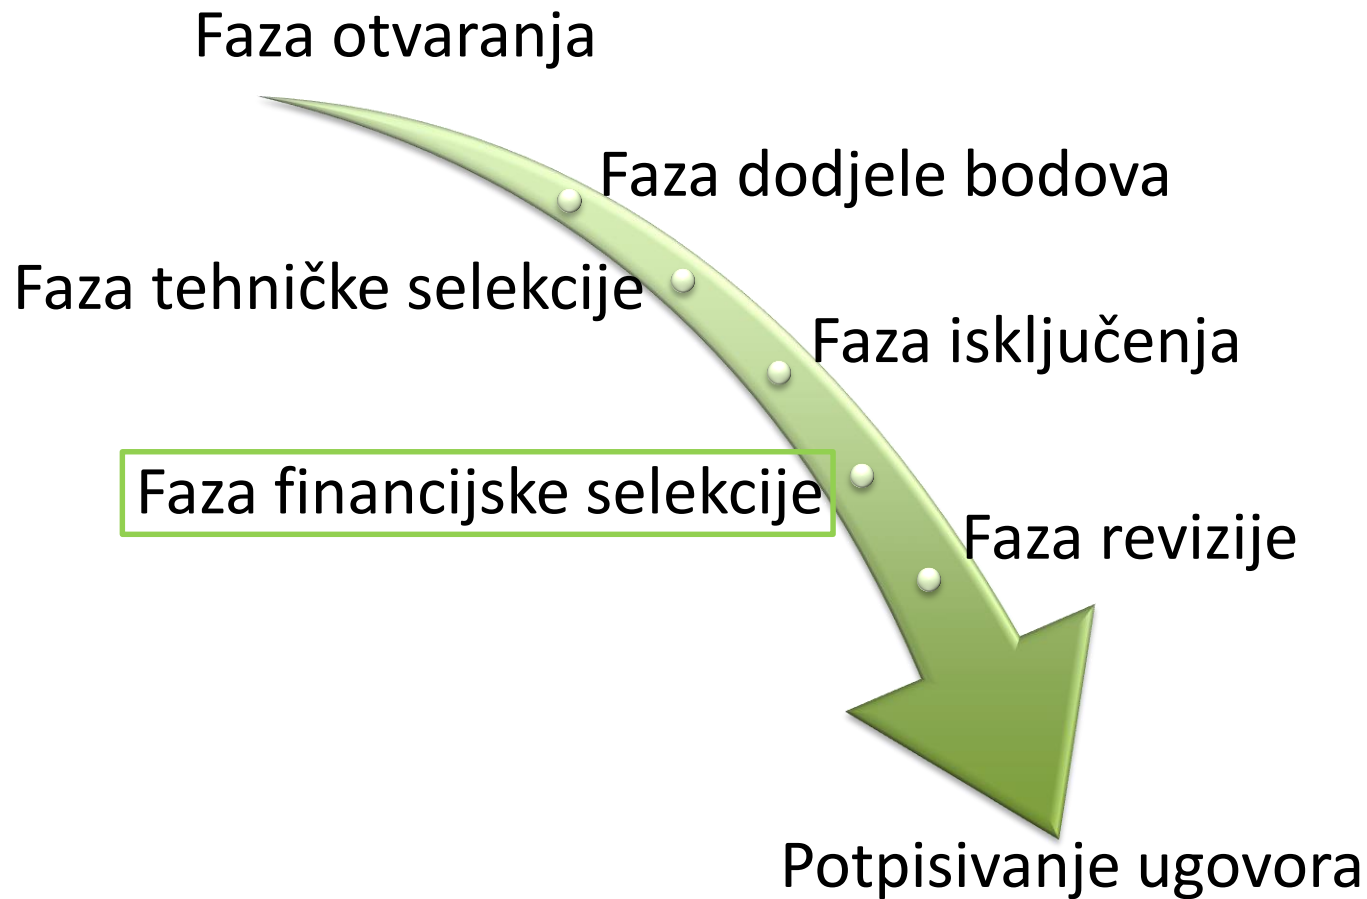 Faza otvaranja
Faza dodjele bodova
Faza tehničke selekcije
Faza isključenja
Faza financijske selekcije
Faza revizije
Potpisivanje ugovora